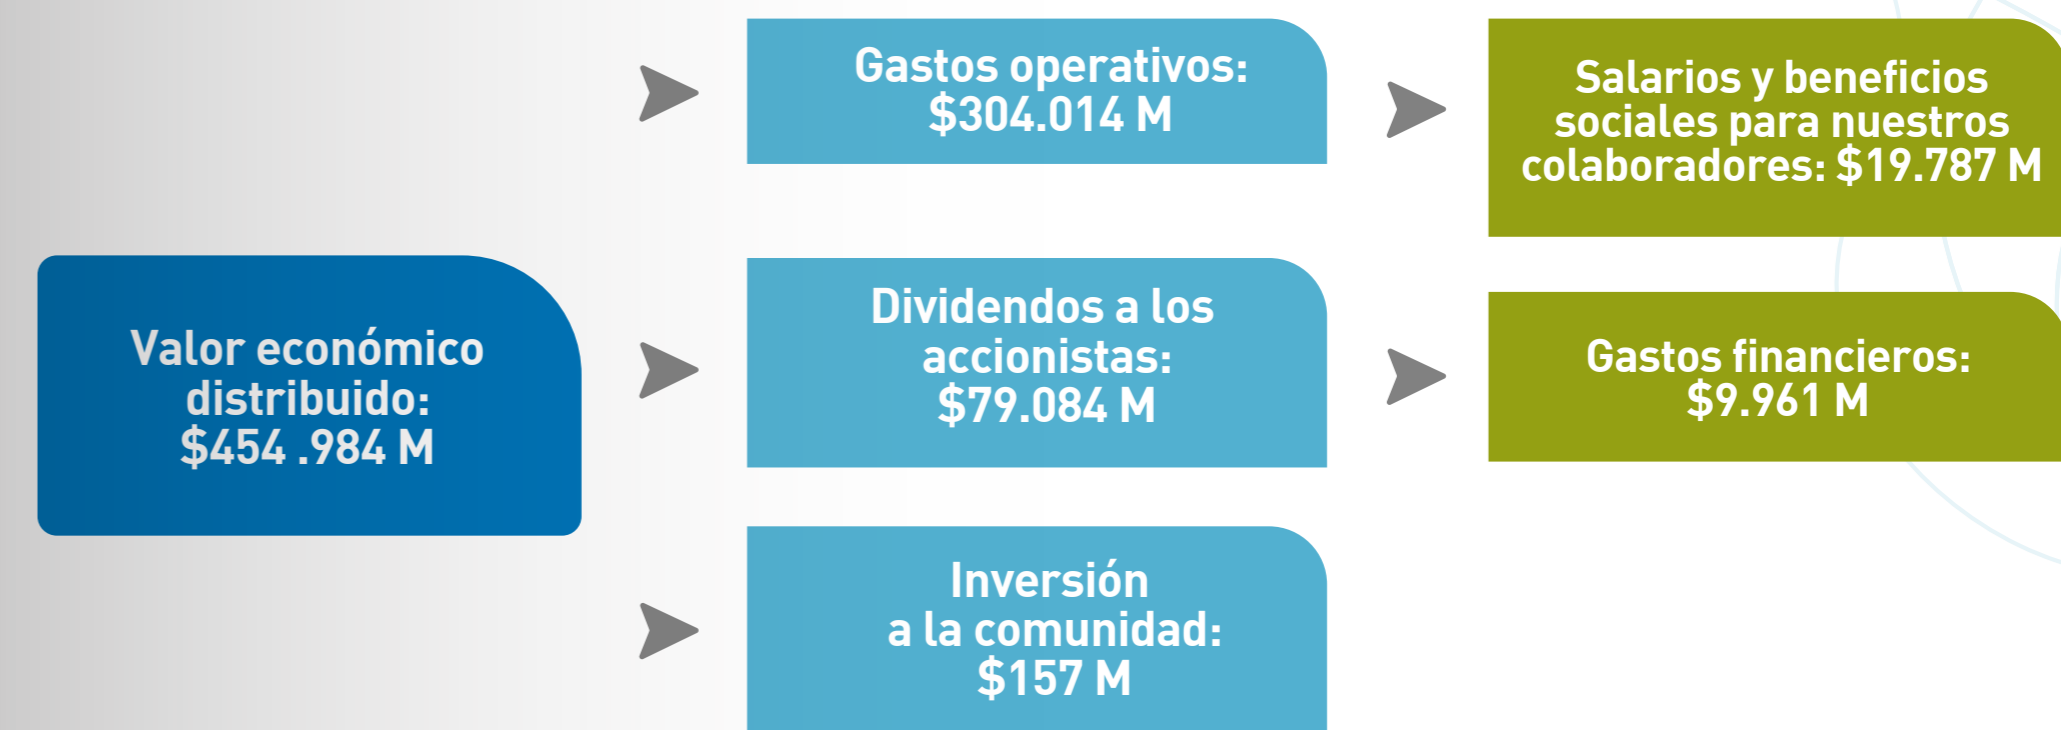 Valor económico
distribuido:
$454 .984 M
Gastos operativos:
$304.014 M
Salarios y beneficios
sociales para nuestros
colaboradores: $19.787 M
Dividendos a los
accionistas:
$79.084 M
Gastos financieros:
$9.961 M
Inversión
a la comunidad:
$157 M